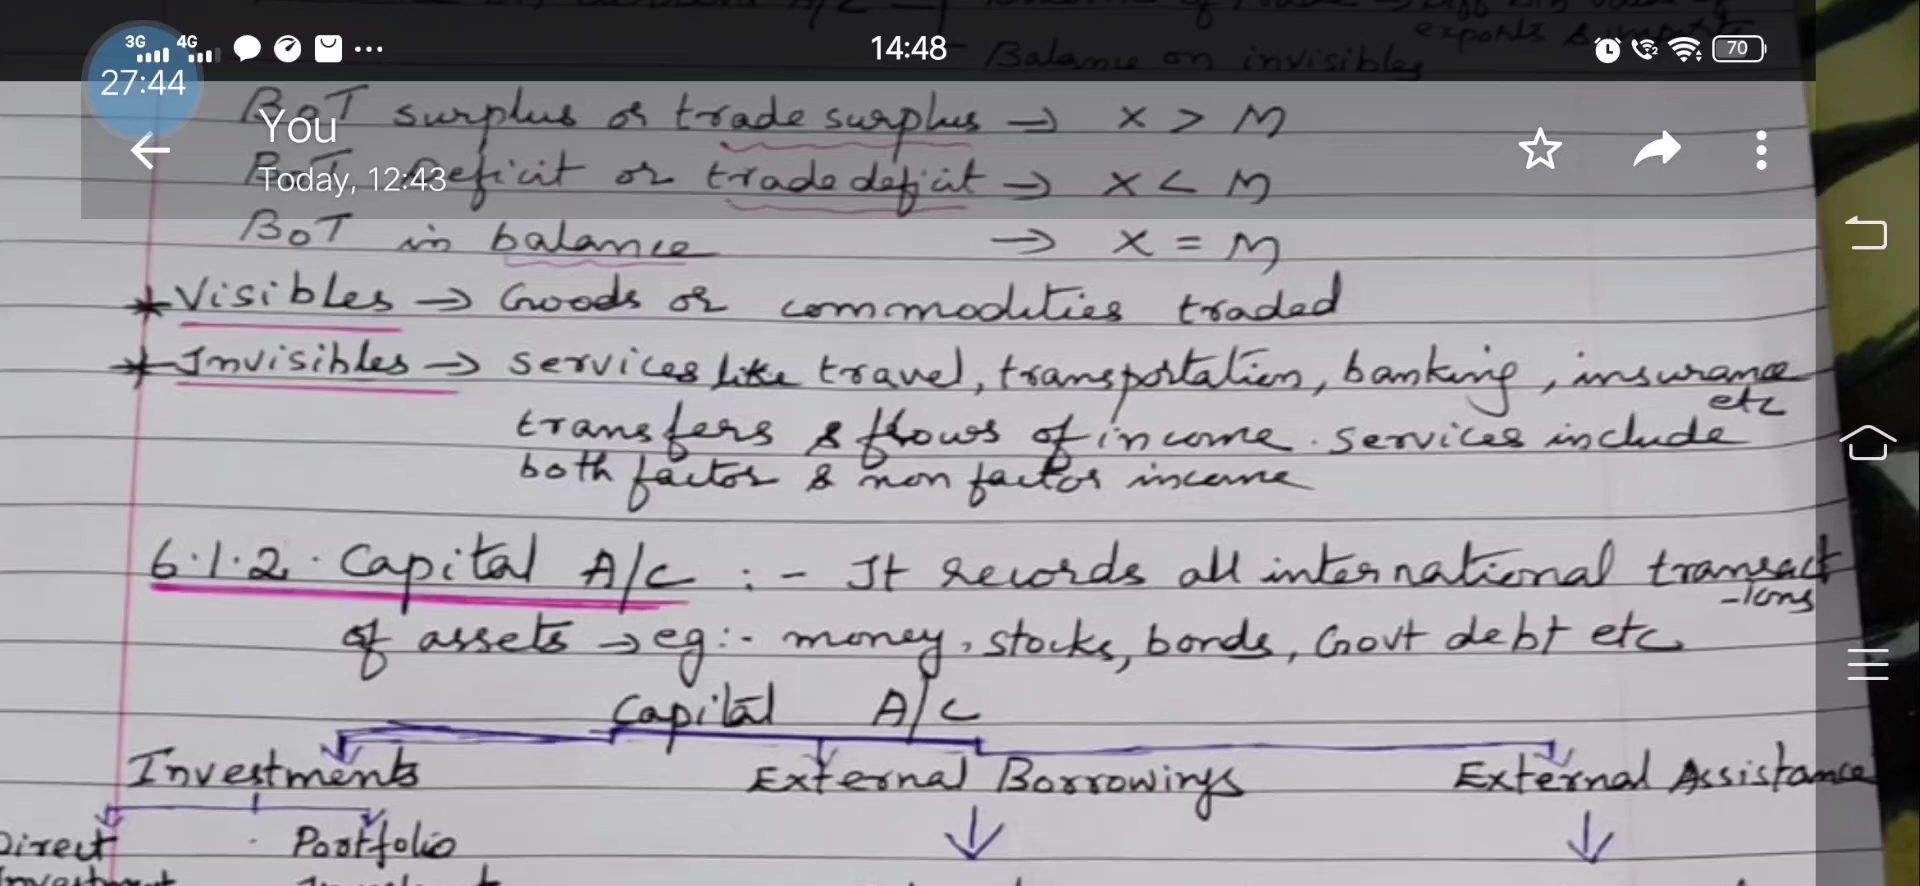 3G 4G 14:48 70
27:44
exports &
Balance on invisibles
BoT surplus or trade surplus → X > M
You
BoT Deficit or trade deficit → X < M
Today, 12:43
BoT in balance → X = M
* Visibles → Goods or commodities traded
* Invisibles → services like travel, transportation, banking, insurance
etc
transfers & flows of income. services include
both factor & non factor income
6.1.2. Capital A/C :- It records all international transact
-ions
of assets → eg:- money, stocks, bonds, Govt debt etc
Capital A/C
Investments External Borrowings External Assistance
Direct Portfolio